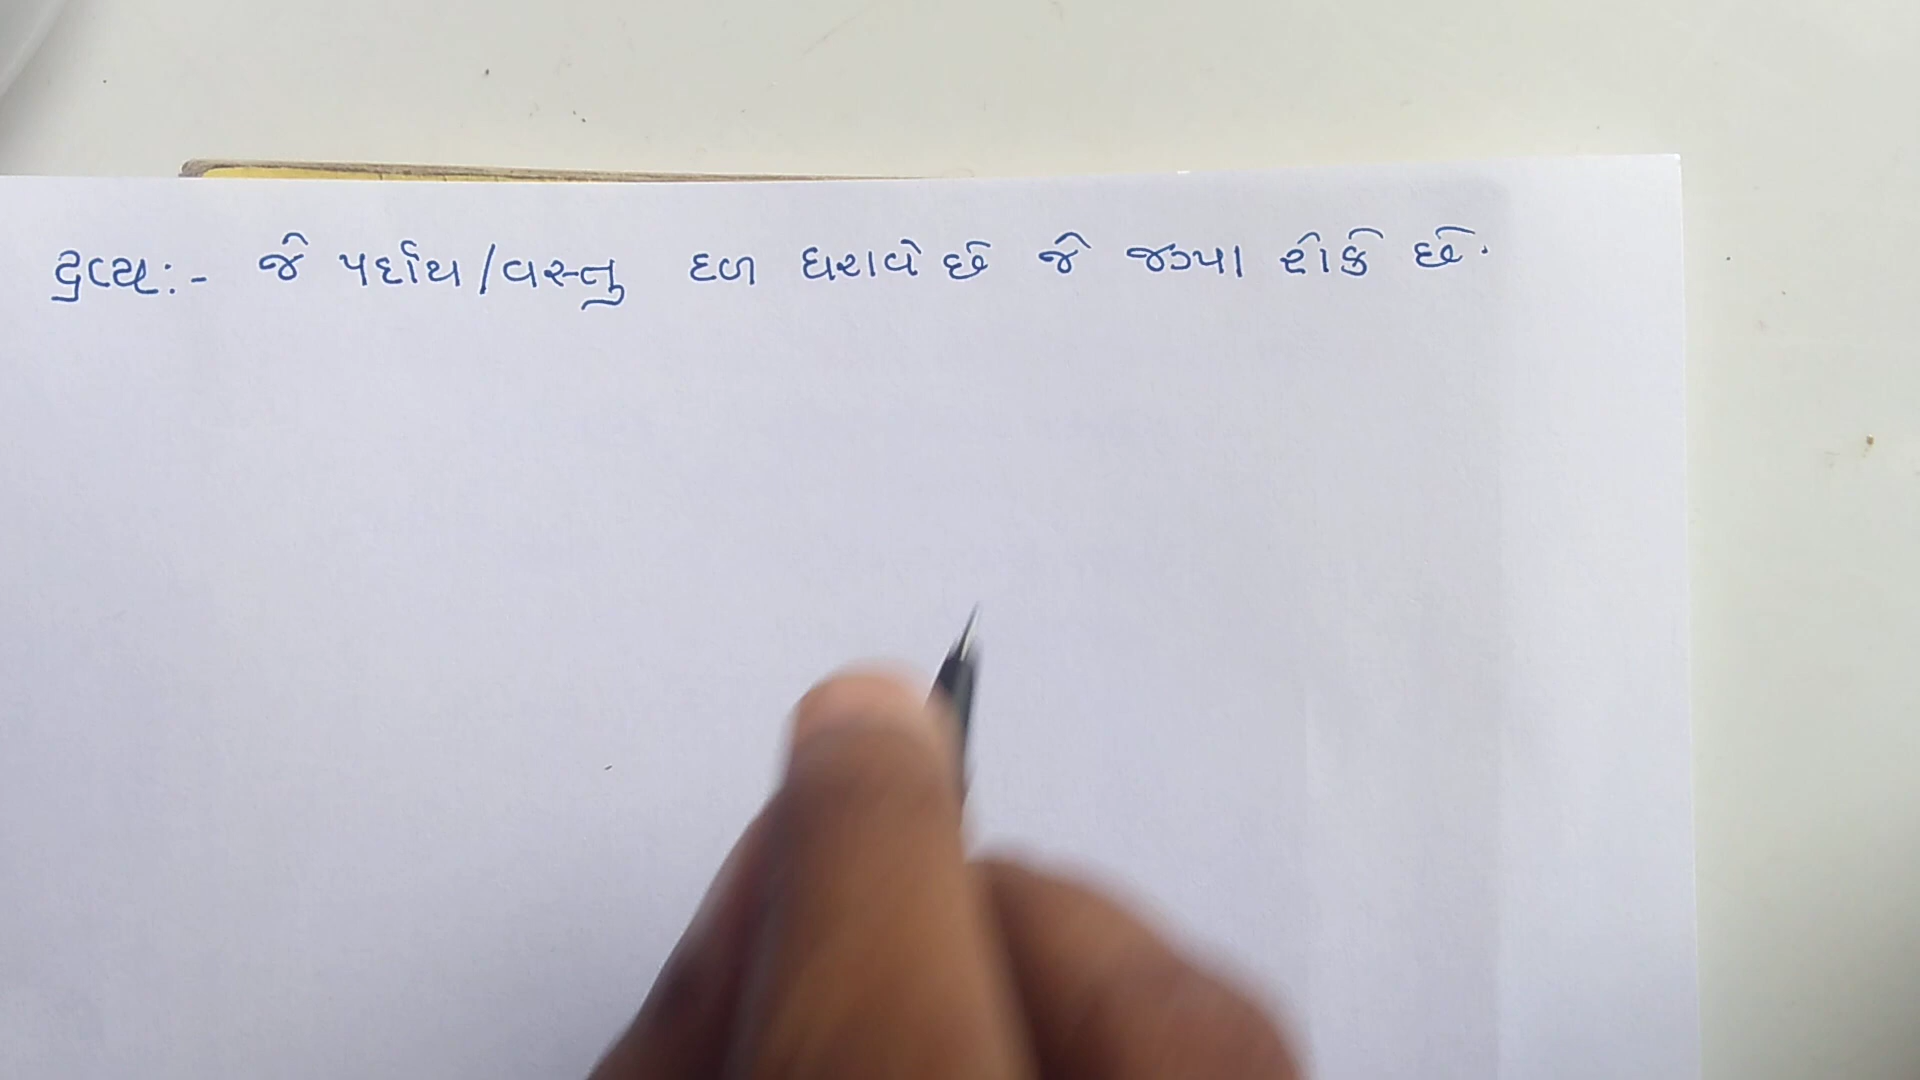 દ્રવ્ય:- જે પદાર્થ/વસ્તુ દળ ધરાવે છે જે જગ્યા રોકે છે.